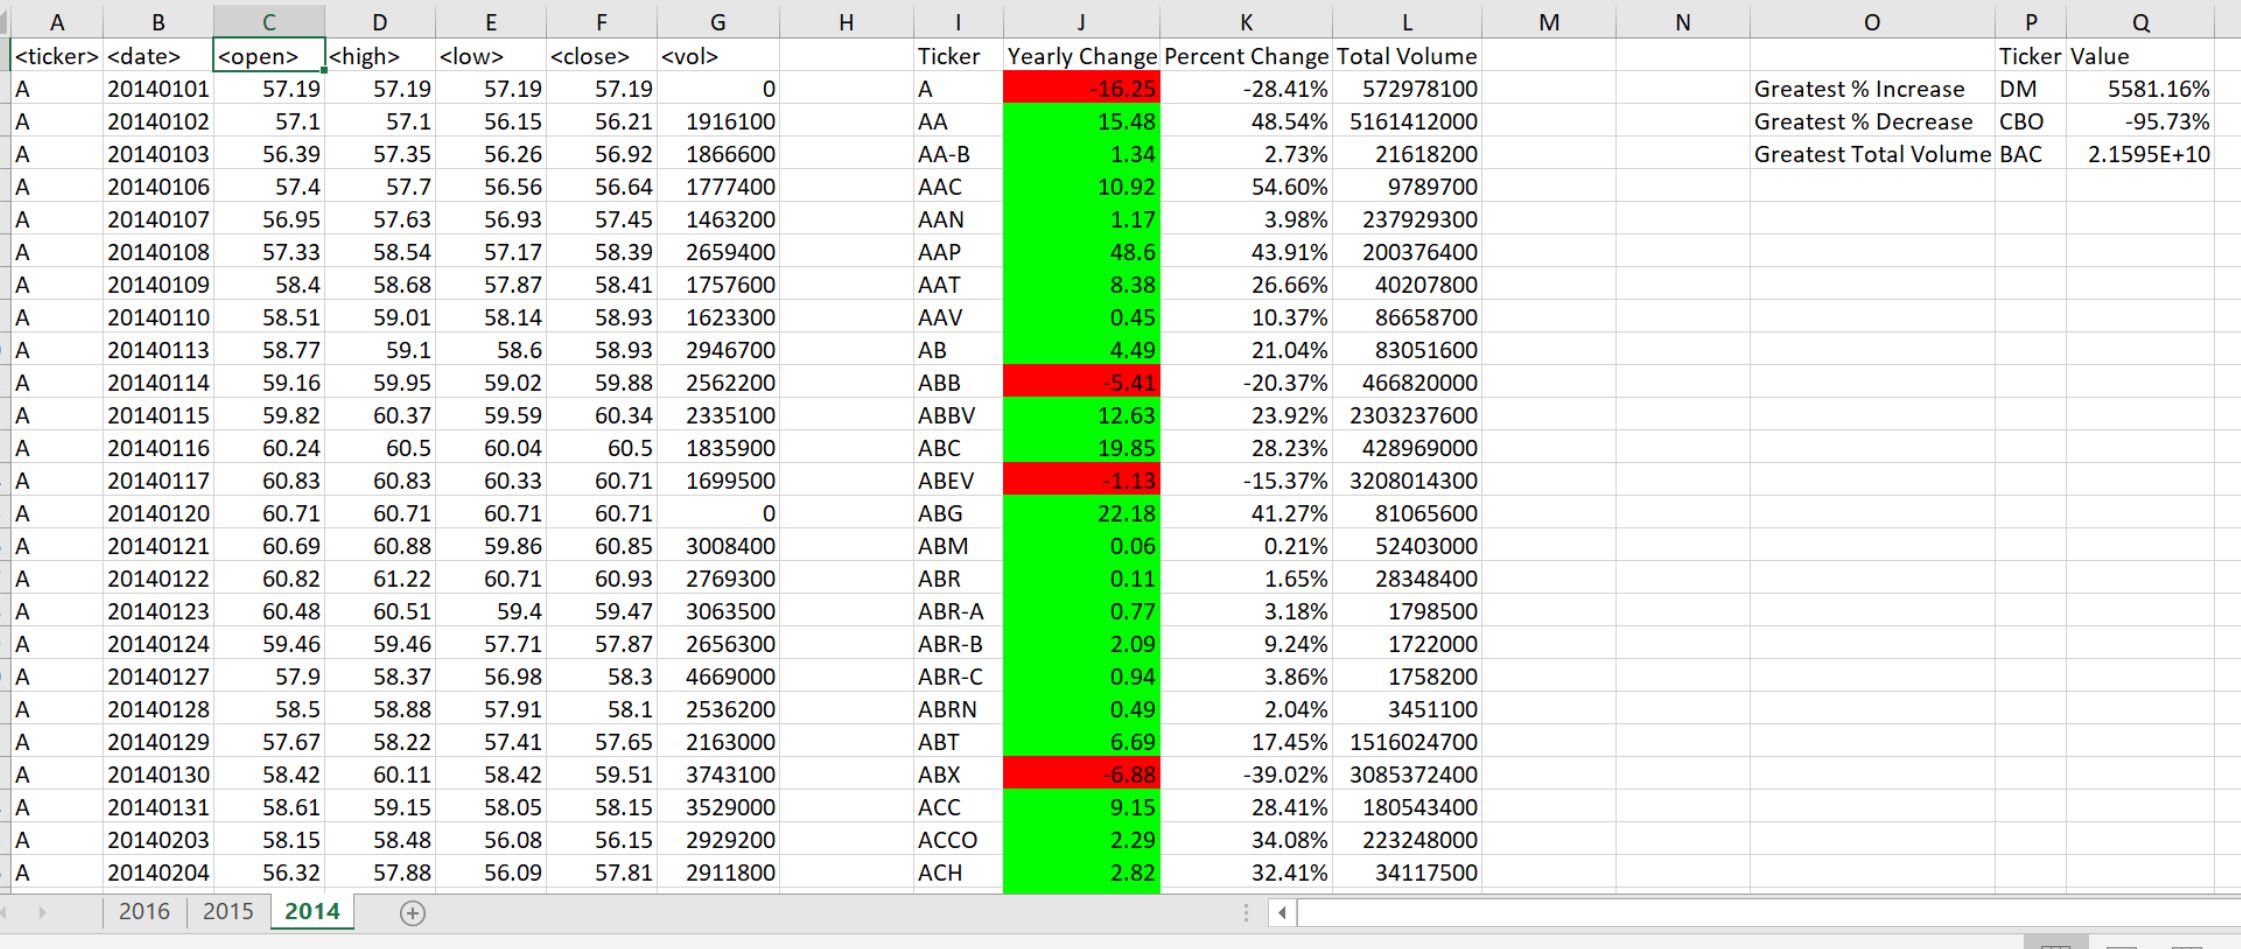 A B C D E F G H I J K L M N O P Q
<ticker> <date> <open> <high> <low> <close> <vol> Ticker Yearly Change Percent Change Total Volume Ticker Value
A 20140101 57.19 57.19 57.19 57.19 0 A -16.25 -28.41% 572978100 Greatest % Increase DM 5581.16%
A 20140102 57.1 57.1 56.15 56.21 1916100 AA 15.48 48.54% 5161412000 Greatest % Decrease CBO -95.73%
A 20140103 56.39 57.35 56.26 56.92 1866600 AA-B 1.34 2.73% 21618200 Greatest Total Volume BAC 2.1595E+10
A 20140106 57.4 57.7 56.56 56.64 1777400 AAC 10.92 54.60% 9789700
A 20140107 56.95 57.63 56.93 57.45 1463200 AAN 1.17 3.98% 237929300
A 20140108 57.33 58.54 57.17 58.39 2659400 AAP 48.6 43.91% 200376400
A 20140109 58.4 58.68 57.87 58.41 1757600 AAT 8.38 26.66% 40207800
A 20140110 58.51 59.01 58.14 58.93 1623300 AAV 0.45 10.37% 86658700
A 20140113 58.77 59.1 58.6 58.93 2946700 AB 4.49 21.04% 83051600
A 20140114 59.16 59.95 59.02 59.88 2562200 ABB -5.41 -20.37% 466820000
A 20140115 59.82 60.37 59.59 60.34 2335100 ABBV 12.63 23.92% 2303237600
A 20140116 60.24 60.5 60.04 60.5 1835900 ABC 19.85 28.23% 428969000
A 20140117 60.83 60.83 60.33 60.71 1699500 ABEV -1.13 -15.37% 3208014300
A 20140120 60.71 60.71 60.71 60.71 0 ABG 22.18 41.27% 81065600
A 20140121 60.69 60.88 59.86 60.85 3008400 ABM 0.06 0.21% 52403000
A 20140122 60.82 61.22 60.71 60.93 2769300 ABR 0.11 1.65% 28348400
A 20140123 60.48 60.51 59.4 59.47 3063500 ABR-A 0.77 3.18% 1798500
A 20140124 59.46 59.46 57.71 57.87 2656300 ABR-B 2.09 9.24% 1722000
A 20140127 57.9 58.37 56.98 58.3 4669000 ABR-C 0.94 3.86% 1758200
A 20140128 58.5 58.88 57.91 58.1 2536200 ABRN 0.49 2.04% 3451100
A 20140129 57.67 58.22 57.41 57.65 2163000 ABT 6.69 17.45% 1516024700
A 20140130 58.42 60.11 58.42 59.51 3743100 ABX -6.88 -39.02% 3085372400
A 20140131 58.61 59.15 58.05 58.15 3529000 ACC 9.15 28.41% 180543400
A 20140203 58.15 58.48 56.08 56.15 2929200 ACCO 2.29 34.08% 223248000
A 20140204 56.32 57.88 56.09 57.81 2911800 ACH 2.82 32.41% 34117500
2016 2015 2014